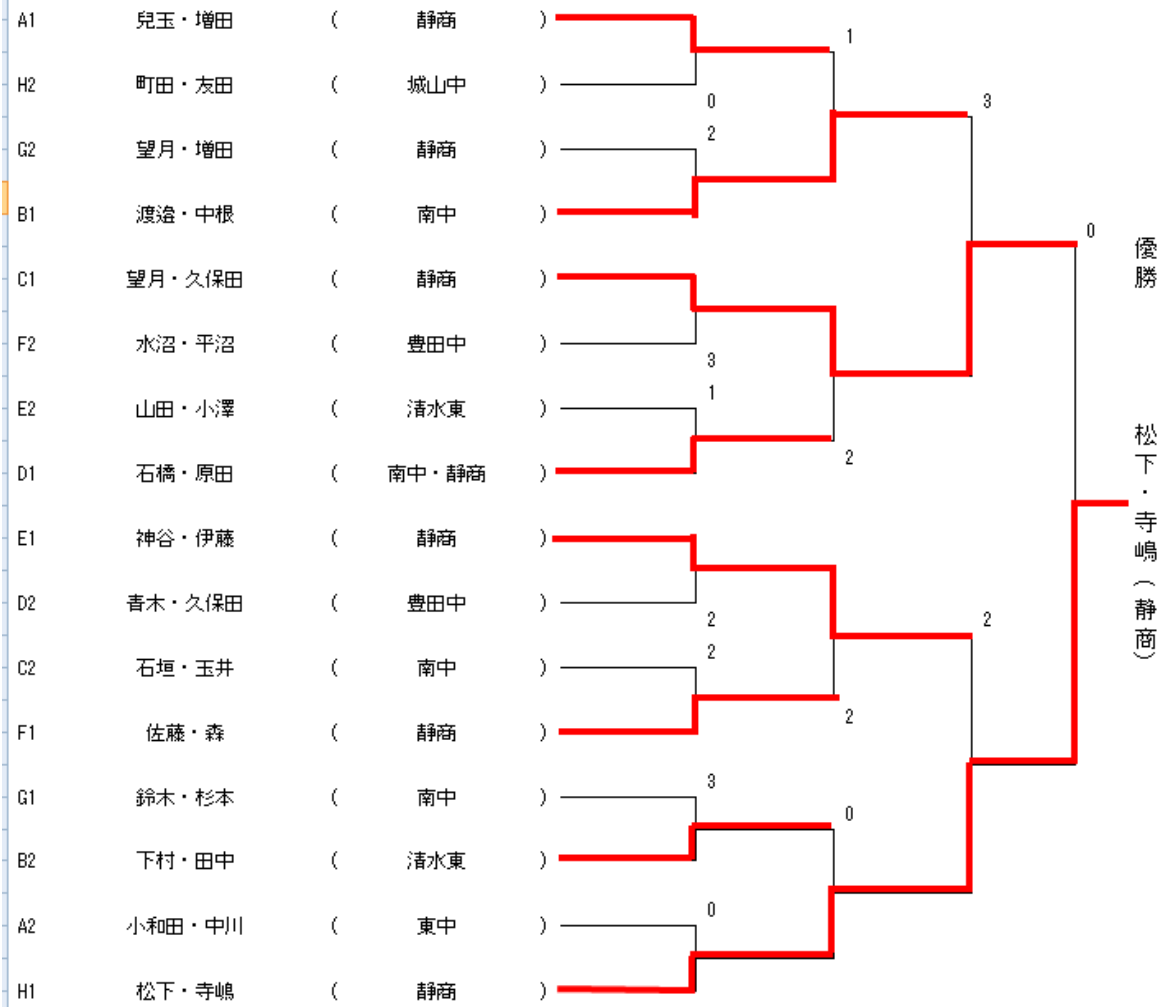 A1 兒玉・増田 ( 静商 )
1
H2 町田・友田 ( 城山中 )
0
3
2
G2 望月・増田 ( 静商 )
B1 渡邉・中根 ( 南中 )
0
優勝
C1 望月・久保田 ( 静商 )
F2 水沼・平沼 ( 豊田中 )
3
1
E2 山田・小澤 ( 清水東 )
2
D1 石橋・原田 ( 南中・静商 )
松下・寺嶋(静商)
E1 神谷・伊藤 ( 静商 )
D2 青木・久保田 ( 豊田中 )
2
2
2
C2 石垣・玉井 ( 南中 )
2
F1 佐藤・森 ( 静商 )
3
G1 鈴木・杉本 ( 南中 )
0
B2 下村・田中 ( 清水東 )
0
A2 小和田・中川 ( 東中 )
H1 松下・寺嶋 ( 静商 )